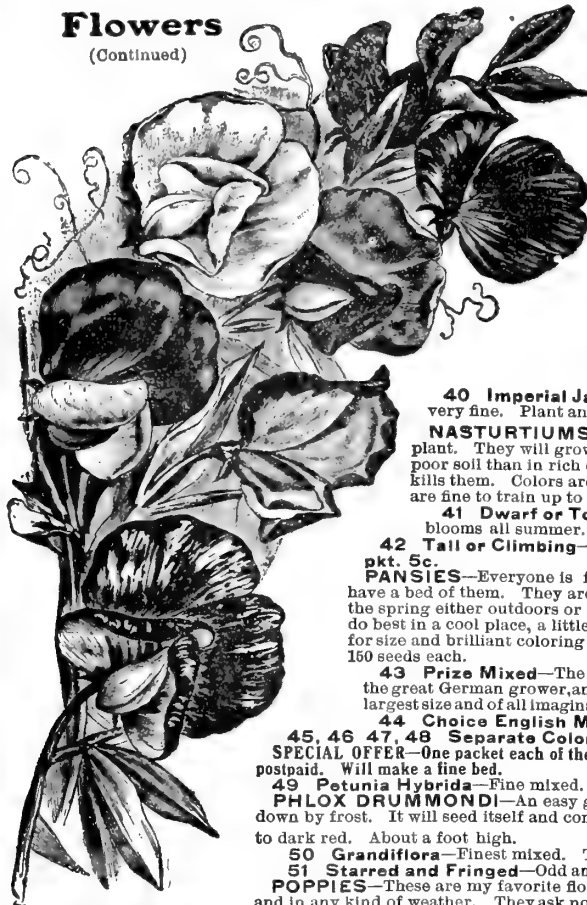 Flowers
(Continued)
40 Imperial Ja
very fine. Plant an
NASTURTIUMS
plant. They will grow
poor soil than in rich
kills them. Colors are
are fine to train up to
41 Dwarf or To
blooms all summer.
42 Tall or Climbing—
pkt. 5c.
PANSIES—Everyone is f
have a bed of them. They are
the spring either outdoors or
do best in a cool place, a little
for size and brilliant coloring
150 seeds each.
43 Prize Mixed—The
the great German grower, an
largest size and of all imagina
44 Choice English M
45, 46 47, 48 Separate Color
SPECIAL OFFER—One packet each of the
postpaid. Will make a fine bed.
49 Petunia Hybrida—Fine mixed.
PHLOX DRUMMONDI—An easy g
down by frost. It will seed itself and con
to dark red. About a foot high.
50 Grandiflora—Finest mixed. T
51 Starred and Fringed—Odd an
POPPIES—These are my favorite flo
and in any kind of weather. They ask no